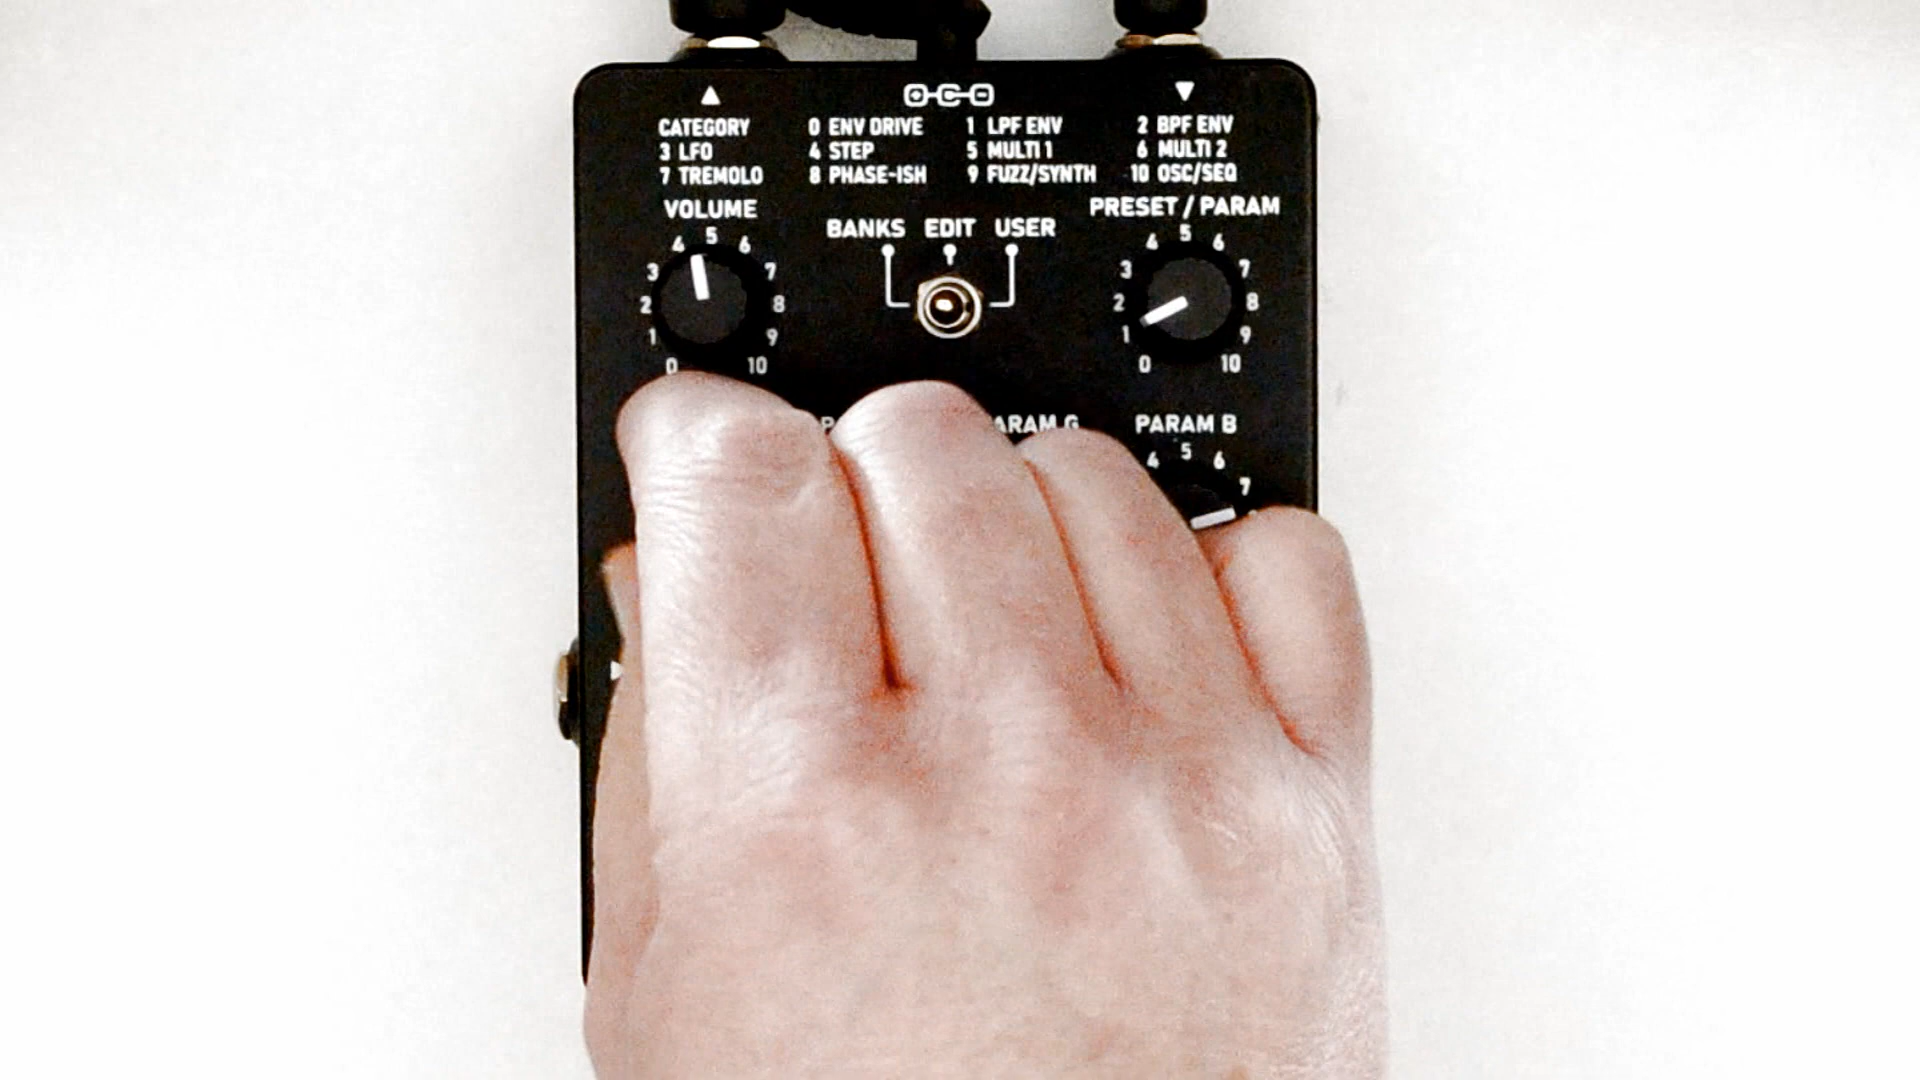 CATEGORY 0 ENV DRIVE 1 LPF ENV 2 BPF ENV
3 LFO 4 STEP 5 MULTI 1 6 MULTI 2
7 TREMOLO 8 PHASE-ISH 9 FUZZ/SYNTH 10 OSC/SEQ
VOLUME
0 1 2 3 4 5 6 7 8 9 10
BANKS EDIT USER
PRESET / PARAM
0 1 2 3 4 5 6 7 8 9 10
PARAM B
4 5 6 7